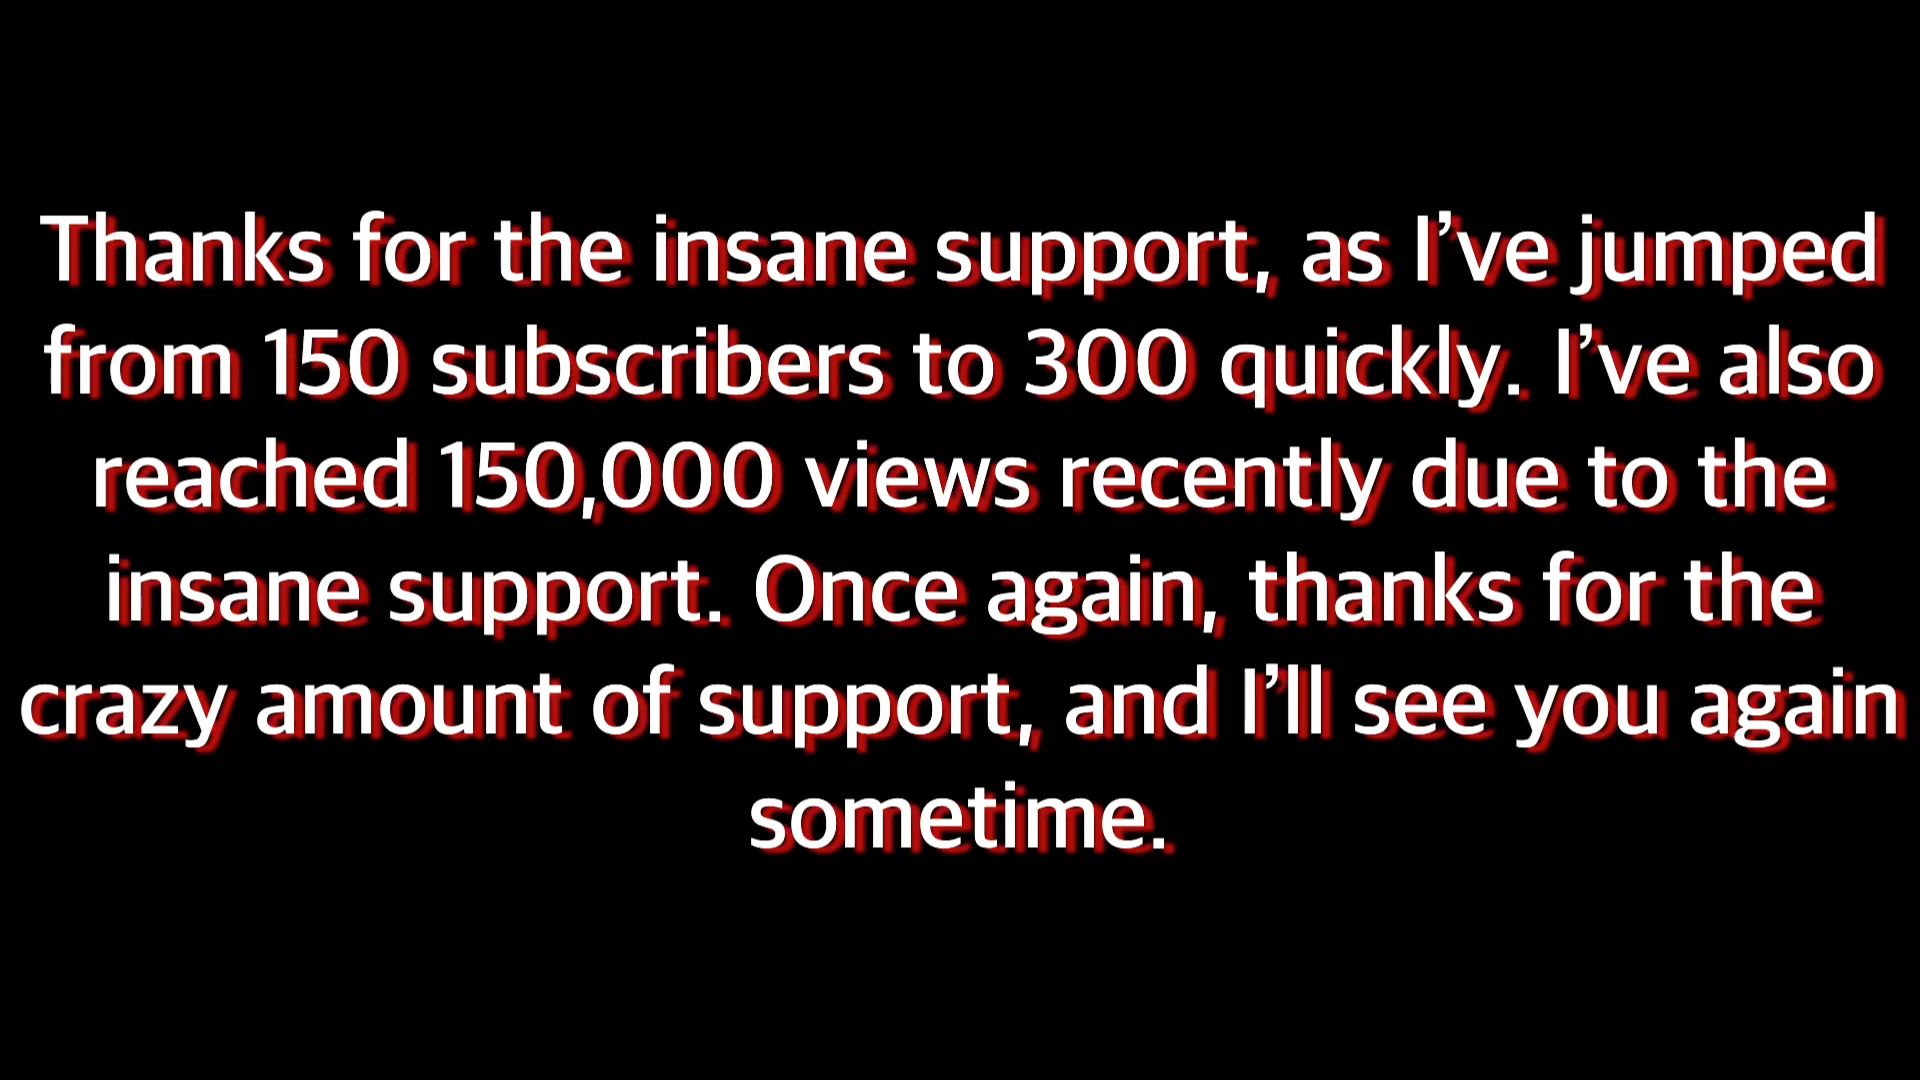 Thanks for the insane support, as I’ve jumped
from 150 subscribers to 300 quickly. I’ve also
reached 150,000 views recently due to the
insane support. Once again, thanks for the
crazy amount of support, and I’ll see you again
sometime.